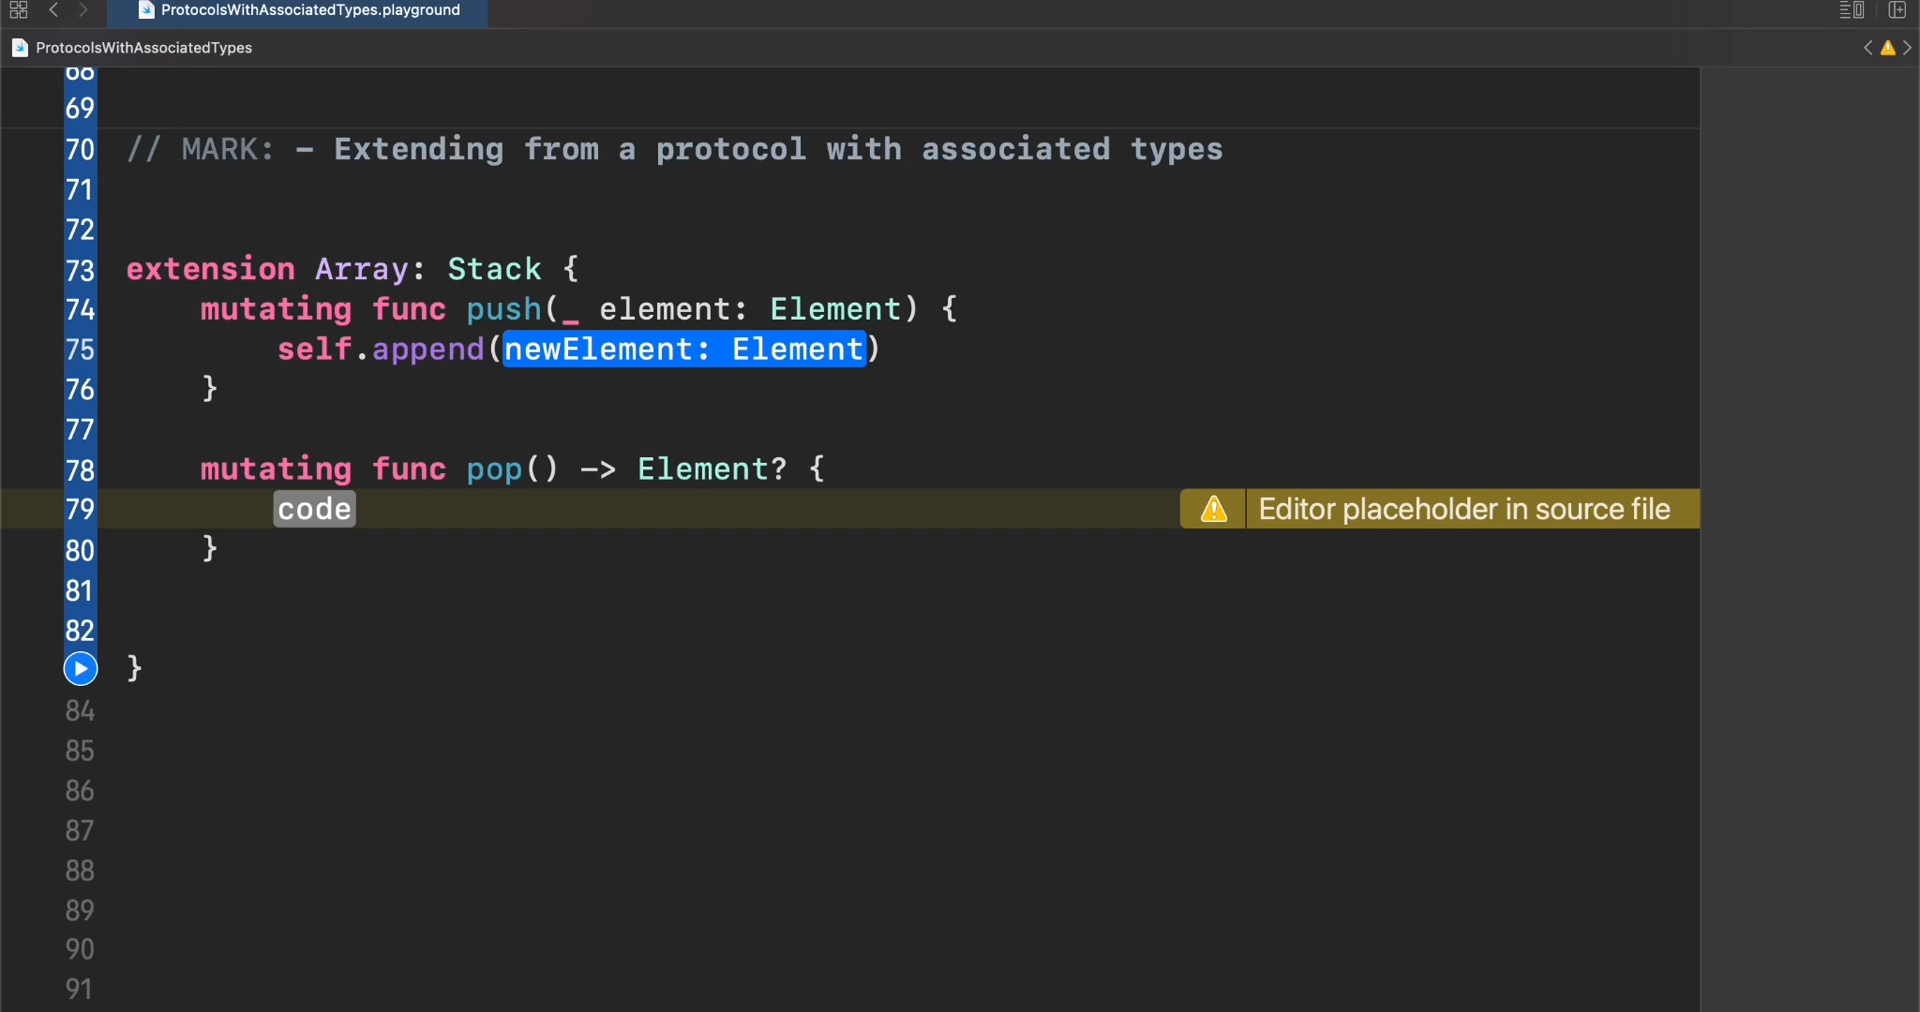 ProtocolsWithAssociatedTypes.playground
ProtocolsWithAssociatedTypes
68
69
70 // MARK: – Extending from a protocol with associated types
71
72
73 extension Array: Stack {
74 mutating func push(_ element: Element) {
75 self.append(newElement: Element)
76 }
77
78 mutating func pop() –> Element? {
79 code Editor placeholder in source file
80 }
81
82
}
84
85
86
87
88
89
90
91